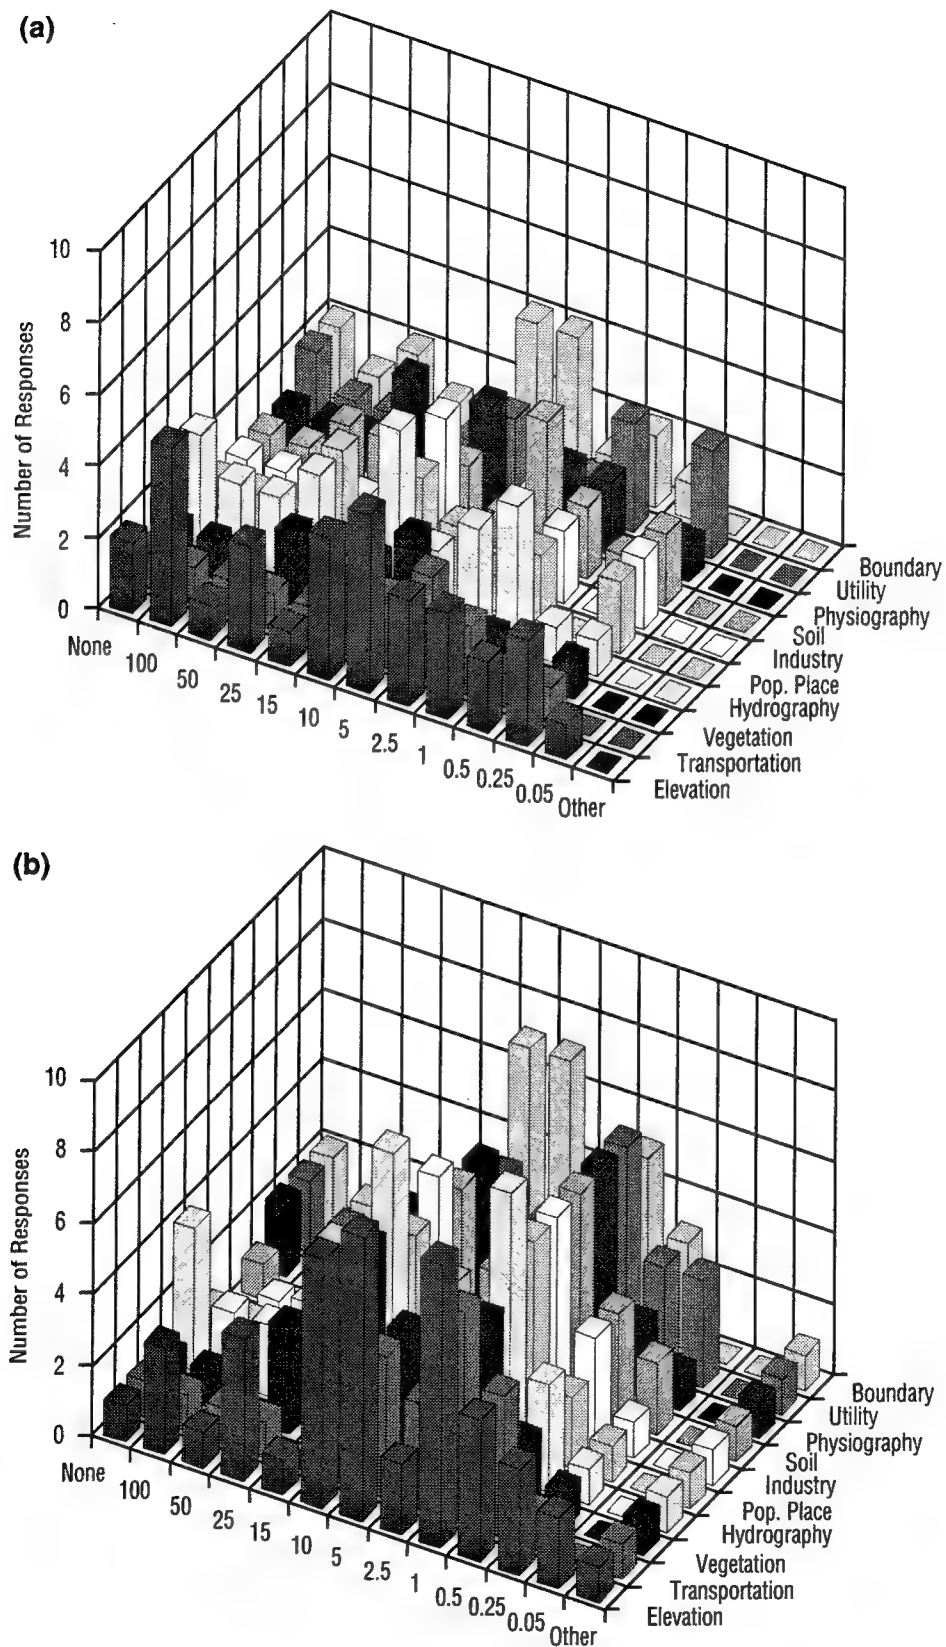 (a)
Number of Responses
10
8
6
4
2
0
None
100
50
25
15
10
5
2.5
1
0.5
0.25
0.05
Other
Boundary
Utility
Physiography
Soil
Industry
Pop. Place
Hydrography
Vegetation
Transportation
Elevation
(b)
Number of Responses
10
8
6
4
2
0
None
100
50
25
15
10
5
2.5
1
0.5
0.25
0.05
Other
Boundary
Utility
Physiography
Soil
Industry
Pop. Place
Hydrography
Vegetation
Transportation
Elevation